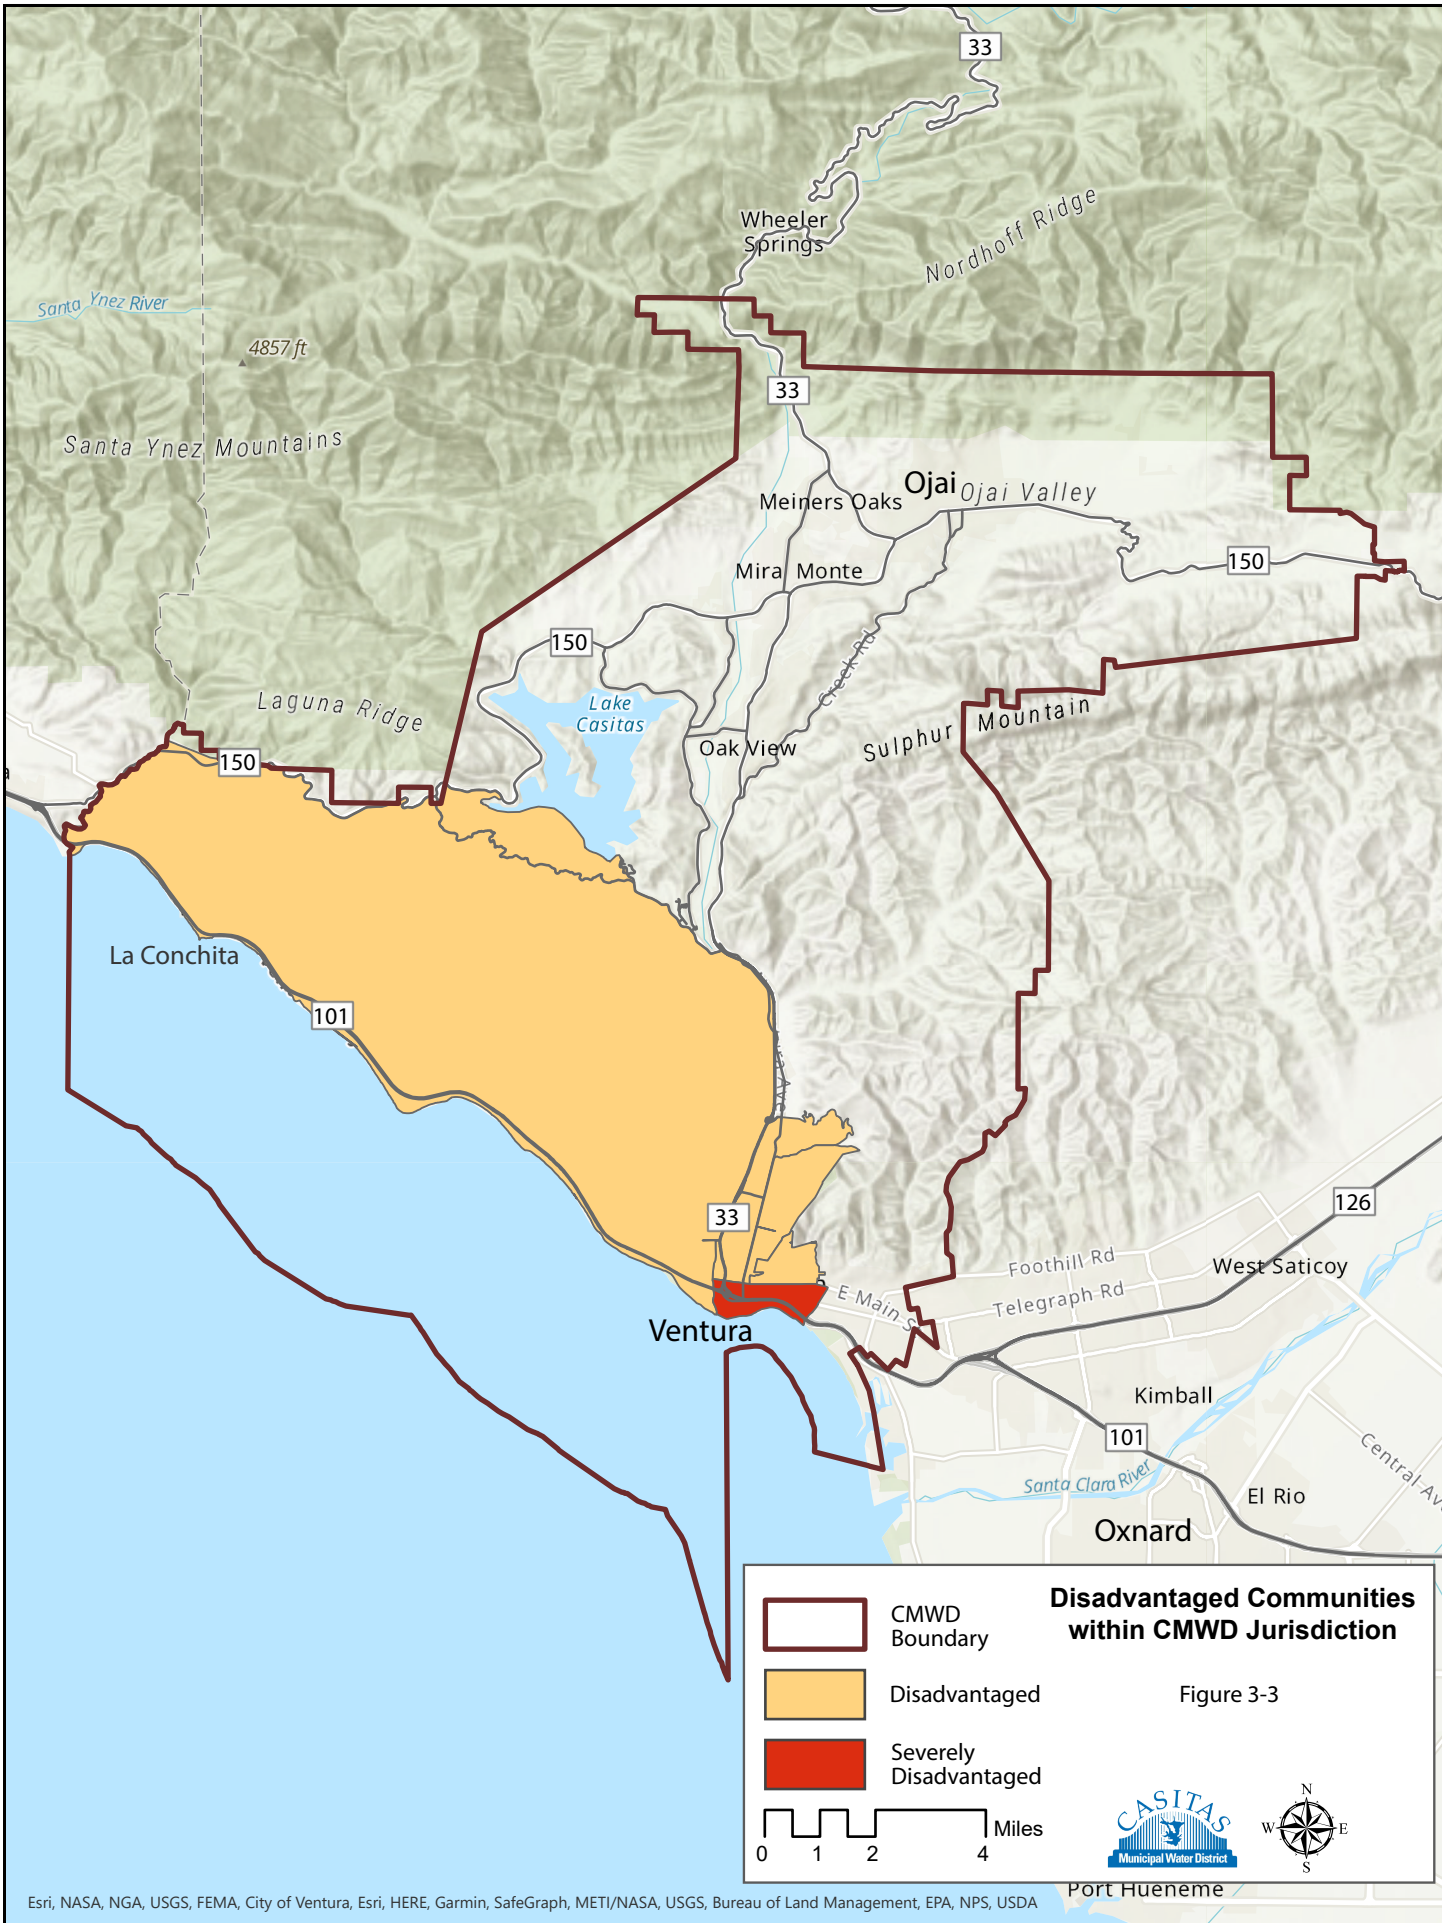 33
Wheeler
Springs
Nordhoff Ridge
Santa Ynez River
4857 ft
33
Santa Ynez Mountains
Ojai
Ojai Valley
Meiners Oaks
150
Mira Monte
150
Creek Rd
Laguna Ridge
Lake
Casitas
Sulphur Mountain
Oak View
150
La Conchita
101
126
33
Foothill Rd
West Saticoy
E Main S
Telegraph Rd
Ventura
Kimball
101
Central Av
Santa Clara River
El Rio
Oxnard
Disadvantaged Communities
within CMWD Jurisdiction
Figure 3-3
CMWD
Boundary
Disadvantaged
Severely
Disadvantaged
0 1 2 4
Miles
CASITAS
Municipal Water District
N
W E
S
Port Hueneme
Esri, NASA, NGA, USGS, FEMA, City of Ventura, Esri, HERE, Garmin, SafeGraph, METI/NASA, USGS, Bureau of Land Management, EPA, NPS, USDA